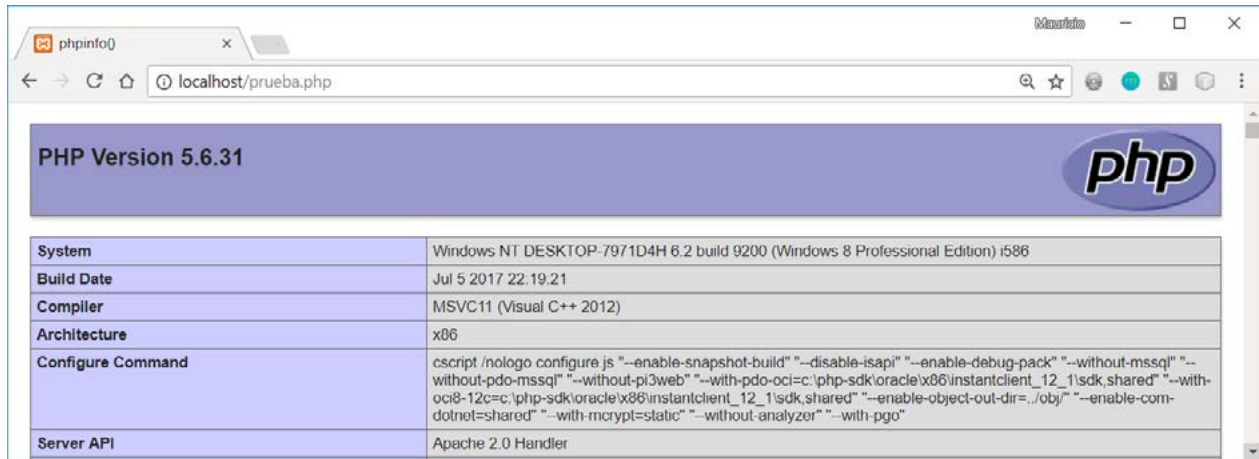 Mauricio
phpinfo()
localhost/prueba.php
PHP Version 5.6.31
php
System
Windows NT DESKTOP-7971D4H 6.2 build 9200 (Windows 8 Professional Edition) i586
Build Date
Jul 5 2017 22:19:21
Compiler
MSVC11 (Visual C++ 2012)
Architecture
x86
Configure Command
cscript /nologo configure.js "--enable-snapshot-build" "--disable-isapi" "--enable-debug-pack" "--without-mssql" "--
without-pdo-mssql" "--without-pi3web" "--with-pdo-oci=c:\php-sdk\oracle\x86\instantclient_12_1\sdk,shared" "--with-
oci8-12c=c:\php-sdk\oracle\x86\instantclient_12_1\sdk,shared" "--enable-object-out-dir=../obj/" "--enable-com-
dotnet=shared" "--with-mcrypt=static" "--without-analyzer" "--with-pgo"
Server API
Apache 2.0 Handler